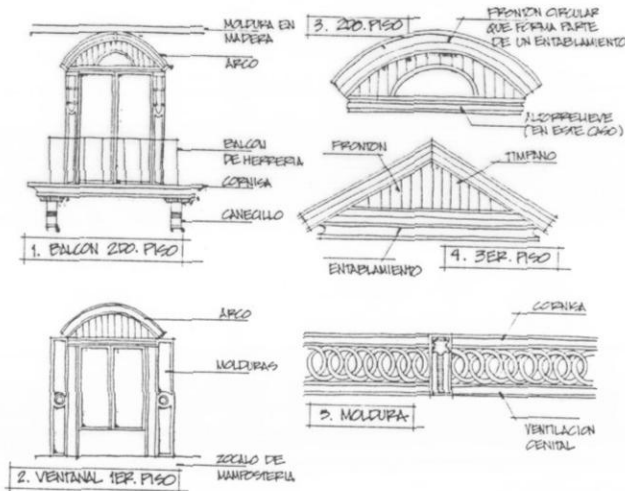 MOLDURA EN
MADERA
ARCO
BALCON
DE HERRERIA
CORNISA
CANECILLO
1. BALCON 2DO. PISO
3. 2DO. PISO
FRONTON CIRCULAR
QUE FORMA PARTE
DE UN ENTABLAMIENTO
ALTORRELIEVE
(EN ESTE CASO)
FRONTON
TIMPANO
ENTABLAMIENTO
4. 3ER. PISO
ARCO
MOLDURAS
ZOCALO DE
MAMPOSTERIA
2. VENTANAL 1ER. PISO
CORNISA
5. MOLDURA
VENTILACION
CENITAL